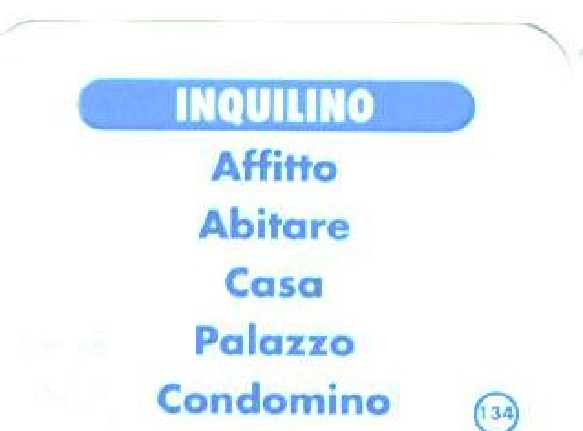 INQUILINO
Affitto
Abitare
Casa
Palazzo
Condomino
134